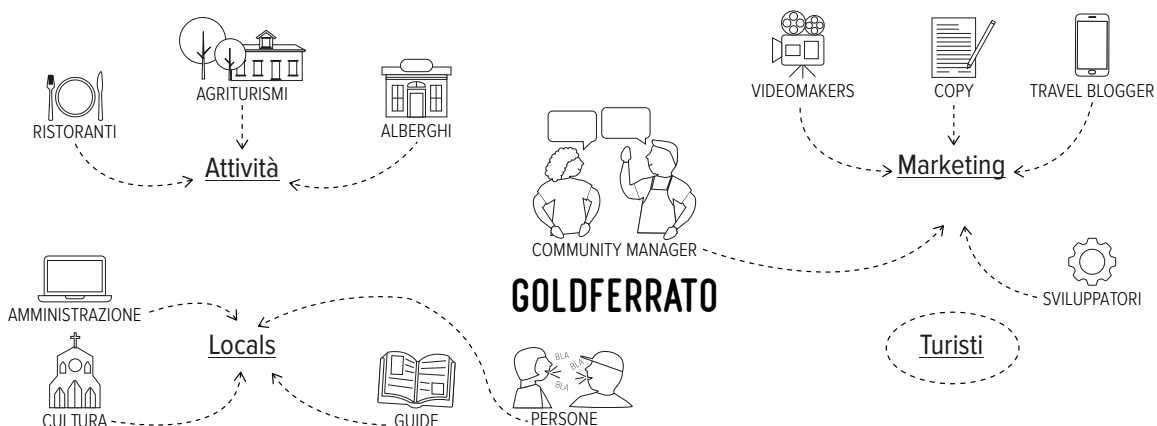 RISTORANTI
AGRITURISMI
ALBERGHI
Attività
VIDEOMAKERS
COPY
TRAVEL BLOGGER
Marketing
COMMUNITY MANAGER
GOLDFERRATO
SVILUPPATORI
Turisti
AMMINISTRAZIONE
Locals
CULTURA
GUIDE
BLA
BLA
BLA
PERSONE